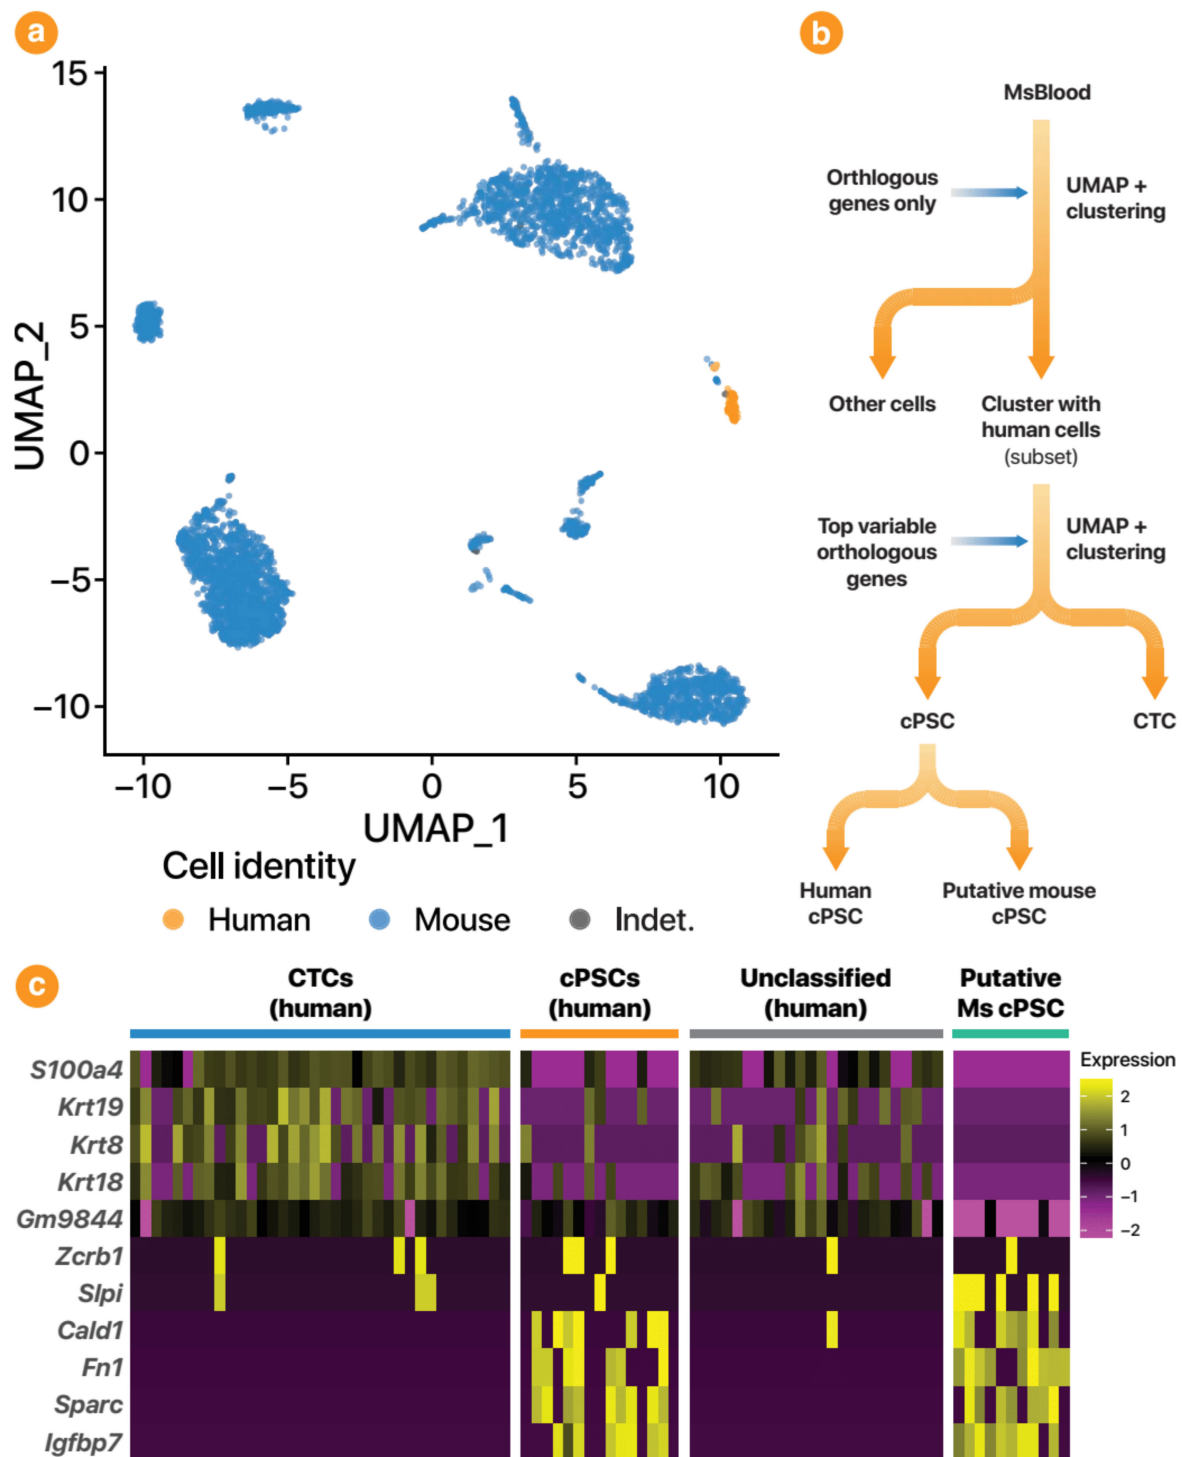 a
15
10
5
0
−5
−10
UMAP_2
−10
−5
0
5
10
UMAP_1
Cell identity
Human
Mouse
Indet.
b
MsBlood
Orthlogous
genes only
UMAP +
clustering
Other cells
Cluster with
human cells
(subset)
Top variable
orthologous
genes
UMAP +
clustering
cPSC
CTC
Human
cPSC
Putative mouse
cPSC
c
CTCs
(human)
cPSCs
(human)
Unclassified
(human)
Putative
Ms cPSC
S100a4
Krt19
Krt8
Krt18
Gm9844
Zcrb1
Slpi
Cald1
Fn1
Sparc
Igfbp7
Expression
2
1
0
−1
−2